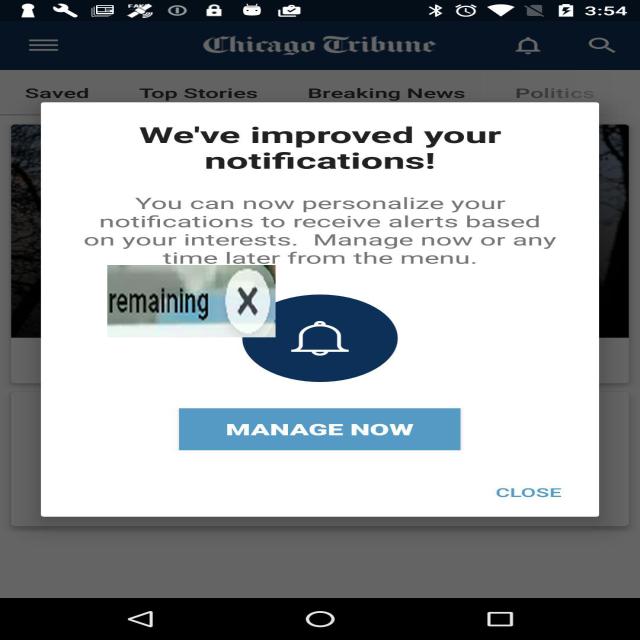 3:54
Chicago Tribune
Saved Top Stories Breaking News Politics
We've improved your
notifications!
You can now personalize your
notifications to receive alerts based
on your interests. Manage now or any
time later from the menu.
remaining X
MANAGE NOW
CLOSE